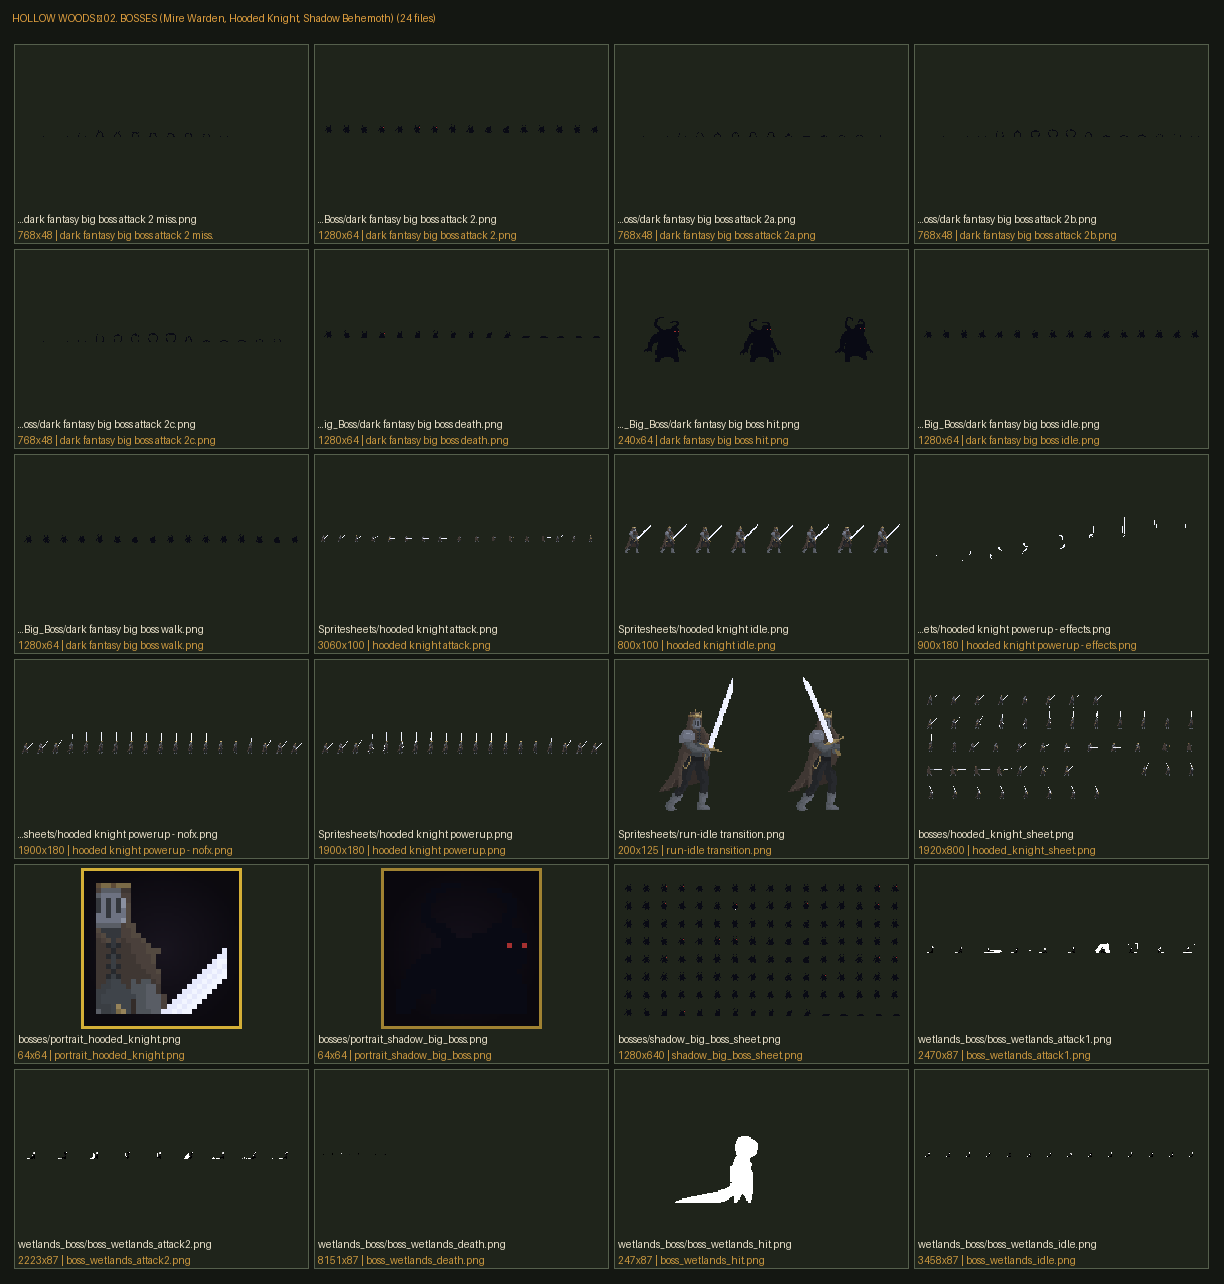 HOLLOW WOODS 02. BOSSES (Mire Warden, Hooded Knight, Shadow Behemoth) (24 files)
...dark fantasy big boss attack 2 miss.png
768x48 | dark fantasy big boss attack 2 miss.
...Boss/dark fantasy big boss attack 2.png
1280x64 | dark fantasy big boss attack 2.png
...oss/dark fantasy big boss attack 2a.png
768x48 | dark fantasy big boss attack 2a.png
...oss/dark fantasy big boss attack 2b.png
768x48 | dark fantasy big boss attack 2b.png
...oss/dark fantasy big boss attack 2c.png
768x48 | dark fantasy big boss attack 2c.png
...ig_Boss/dark fantasy big boss death.png
1280x64 | dark fantasy big boss death.png
..._Big_Boss/dark fantasy big boss hit.png
240x64 | dark fantasy big boss hit.png
...Big_Boss/dark fantasy big boss idle.png
1280x64 | dark fantasy big boss idle.png
...Big_Boss/dark fantasy big boss walk.png
1280x64 | dark fantasy big boss walk.png
Spritesheets/hooded knight attack.png
3060x100 | hooded knight attack.png
Spritesheets/hooded knight idle.png
800x100 | hooded knight idle.png
...ets/hooded knight powerup - effects.png
900x180 | hooded knight powerup - effects.png
...sheets/hooded knight powerup - nofx.png
1900x180 | hooded knight powerup - nofx.png
Spritesheets/hooded knight powerup.png
1900x180 | hooded knight powerup.png
Spritesheets/run-idle transition.png
200x125 | run-idle transition.png
bosses/hooded_knight_sheet.png
1920x800 | hooded_knight_sheet.png
bosses/portrait_hooded_knight.png
64x64 | portrait_hooded_knight.png
bosses/portrait_shadow_big_boss.png
64x64 | portrait_shadow_big_boss.png
bosses/shadow_big_boss_sheet.png
1280x640 | shadow_big_boss_sheet.png
wetlands_boss/boss_wetlands_attack1.png
2470x87 | boss_wetlands_attack1.png
wetlands_boss/boss_wetlands_attack2.png
2223x87 | boss_wetlands_attack2.png
wetlands_boss/boss_wetlands_death.png
8151x87 | boss_wetlands_death.png
wetlands_boss/boss_wetlands_hit.png
247x87 | boss_wetlands_hit.png
wetlands_boss/boss_wetlands_idle.png
3458x87 | boss_wetlands_idle.png